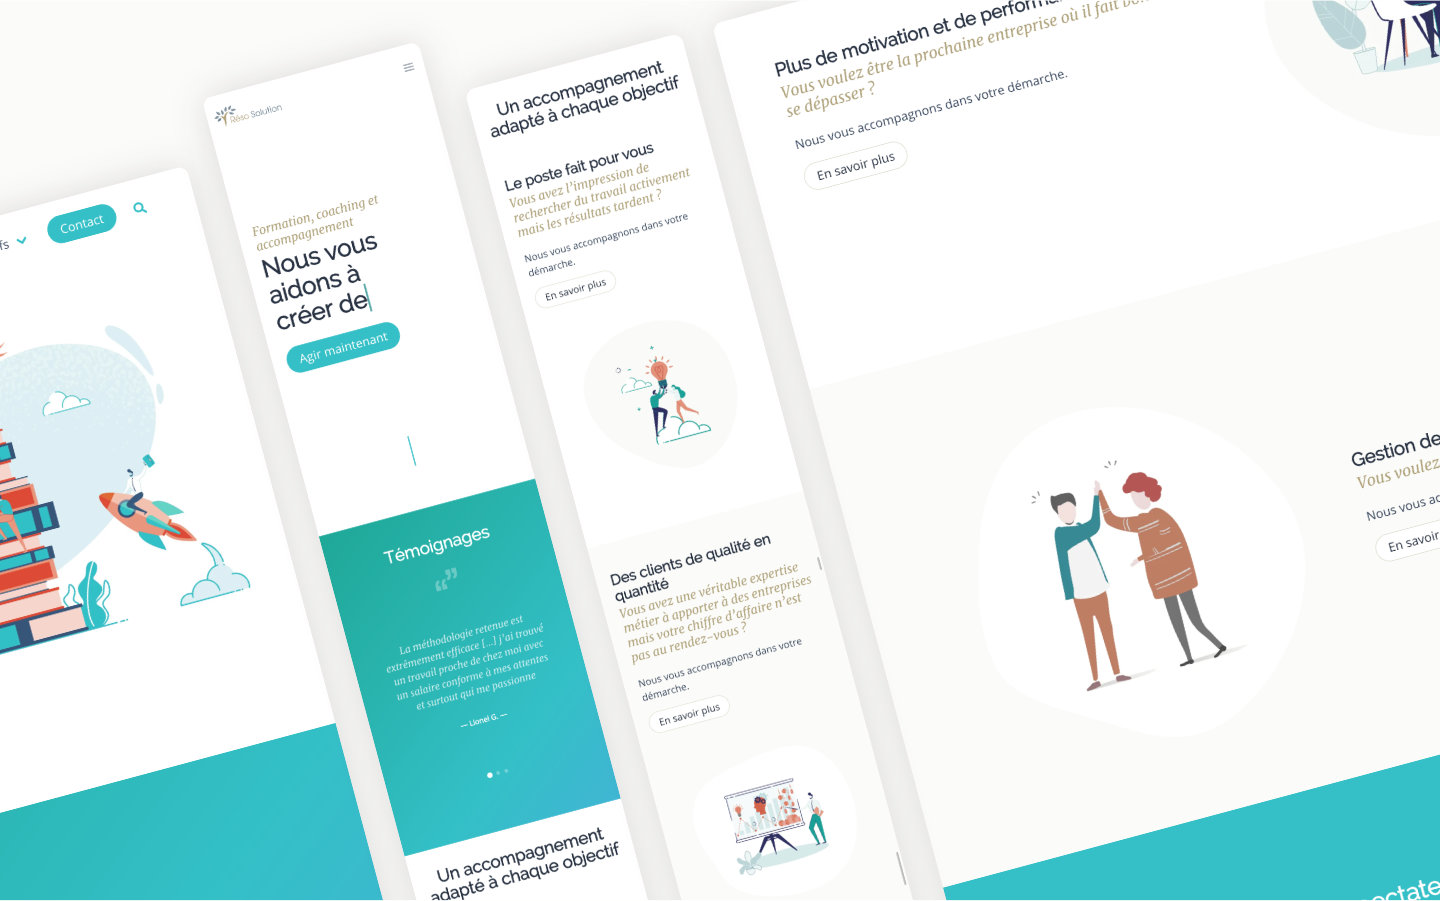 fs
Contact
Réso Solution
Formation, coaching et
accompagnement
Nous vous
aidons à
créer de
Agir maintenant
Témoignages
“”
La méthodologie retenue est
extrêmement efficace [...] j’ai trouvé
un travail proche de chez moi avec
un salaire conforme à mes attentes
et surtout qui me passionne
— Lionel G. —
Un accompagnement
adapté à chaque objectif
Un accompagnement
adapté à chaque objectif
Le poste fait pour vous
Vous avez l’impression de
rechercher du travail activement
mais les résultats tardent ?
Nous vous accompagnons dans votre
démarche.
En savoir plus
Des clients de qualité en
quantité
Vous avez une véritable expertise
métier à apporter à des entreprises
mais votre chiffre d’affaire n’est
pas au rendez-vous ?
Nous vous accompagnons dans votre
démarche.
En savoir plus
Plus de motivation et de
Vous voulez être la prochaine entreprise où il fait
se dépasser ?
Nous vous accompagnons dans votre démarche.
En savoir plus
Gestion de
Vous voulez
Nous vous
En savoir